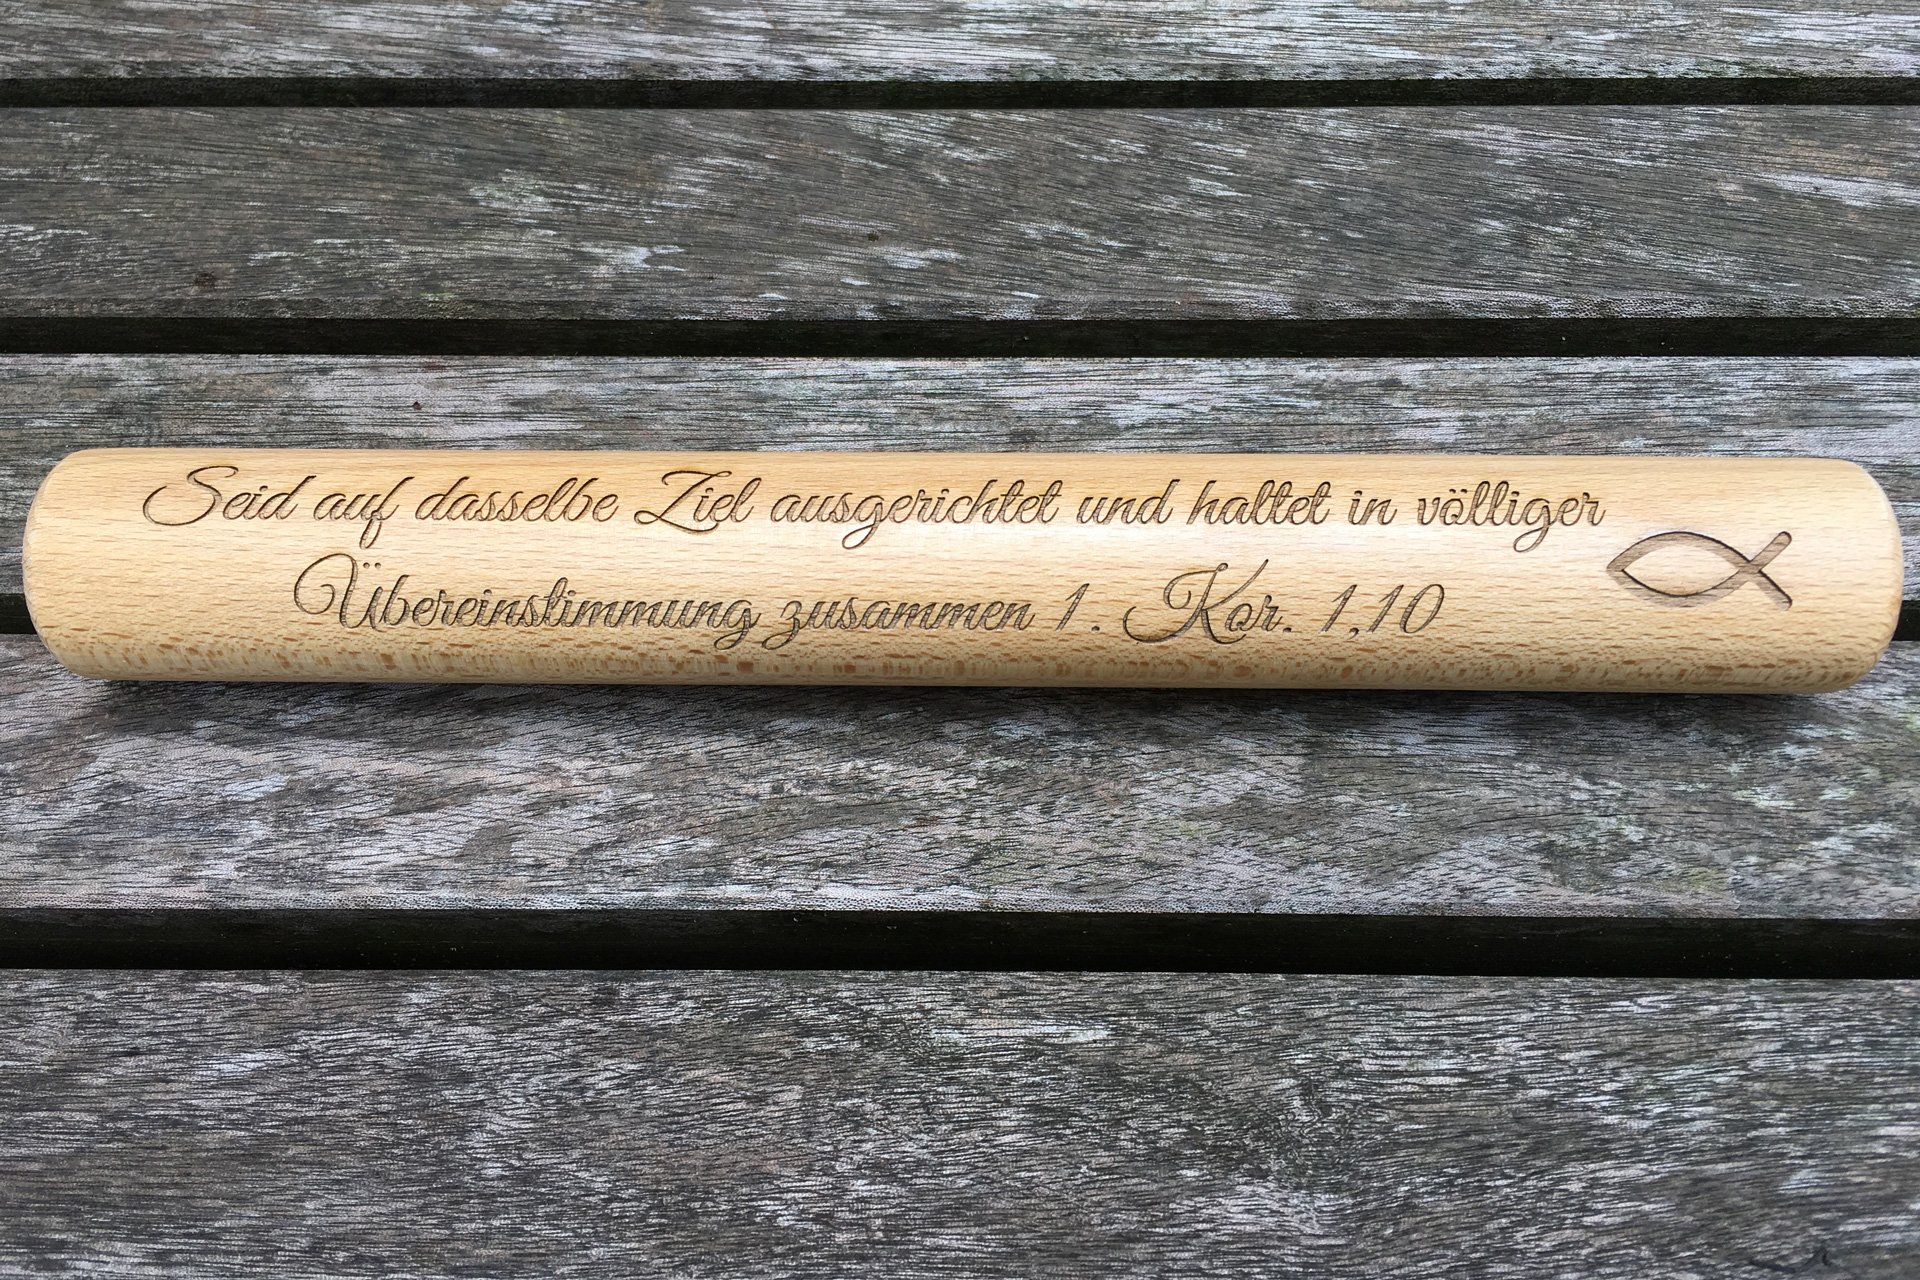 Seid auf dasselbe Ziel ausgerichtet und haltet in völliger
Übereinstimmung zusammen 1. Kor. 1,10